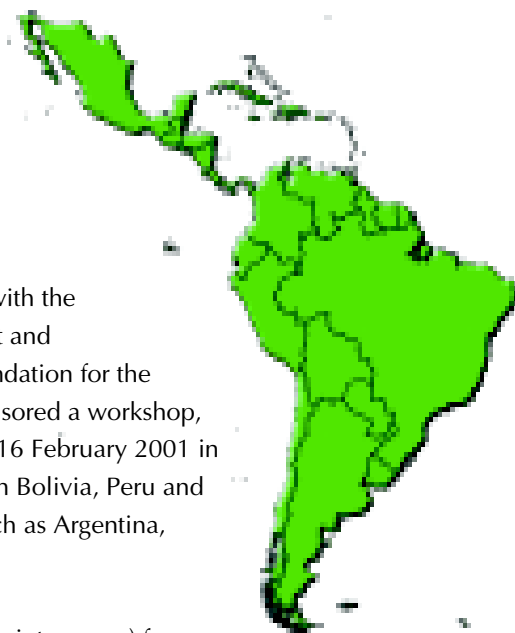 with the
t and
ndation for the
sored a workshop,
16 February 2001 in
n Bolivia, Peru and
ch as Argentina,